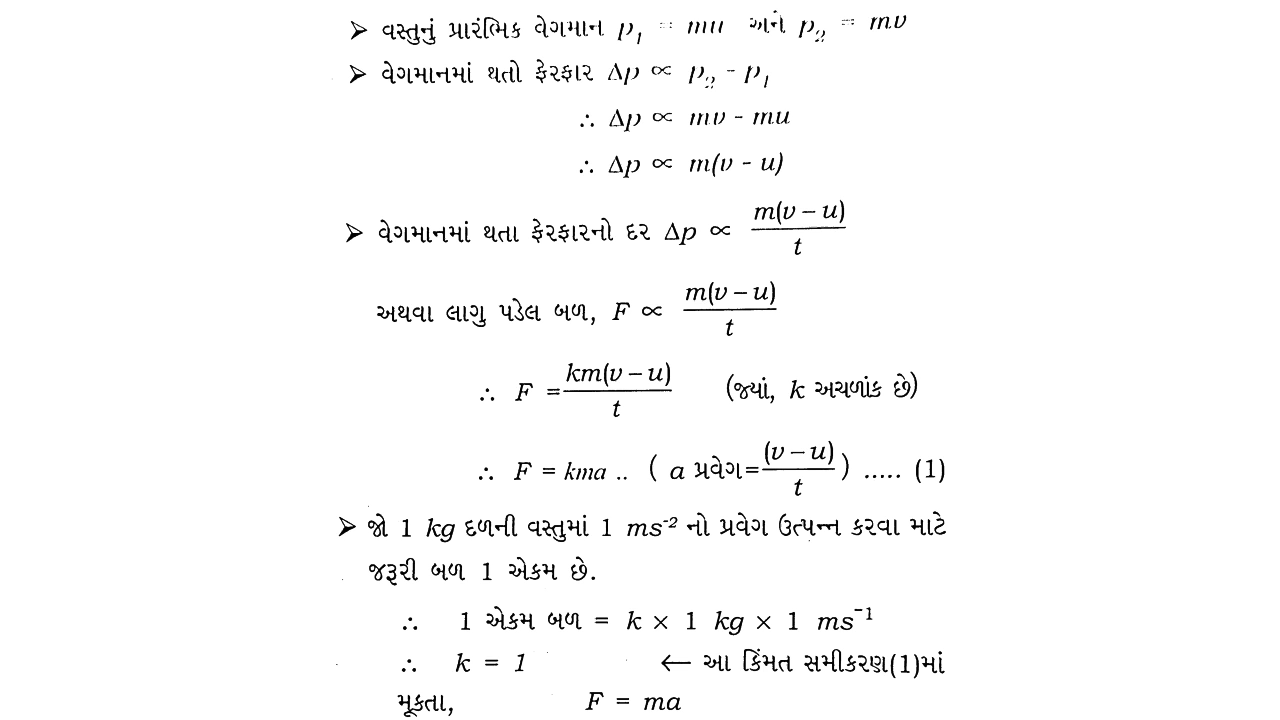 ➤ વસ્તુનું પ્રારંભિક વેગમાન p₁ = mu અને p₂ = mv
➤ વેગમાનમાં થતો ફેરફાર Δp ∝ p₂ - p₁
∴ Δp ∝ mv - mu
∴ Δp ∝ m(v - u)
➤ વેગમાનમાં થતા ફેરફારનો દર Δp ∝ m(v – u)/t
અથવા લાગુ પડેલ બળ, F ∝ m(v – u)/t
∴ F = km(v – u)/t (જ્યાં, k અચળાંક છે)
∴ F = kma .. ( a પ્રવેગ= (v – u)/t ) ..... (1)
➤ જો 1 kg દળની વસ્તુમાં 1 ms⁻² નો પ્રવેગ ઉત્પન્ન કરવા માટે
જરૂરી બળ 1 એકમ છે.
∴ 1 એકમ બળ = k × 1 kg × 1 ms⁻¹
∴ k = 1 ← આ કિંમત સમીકરણ(1)માં
મૂકતા, F = ma